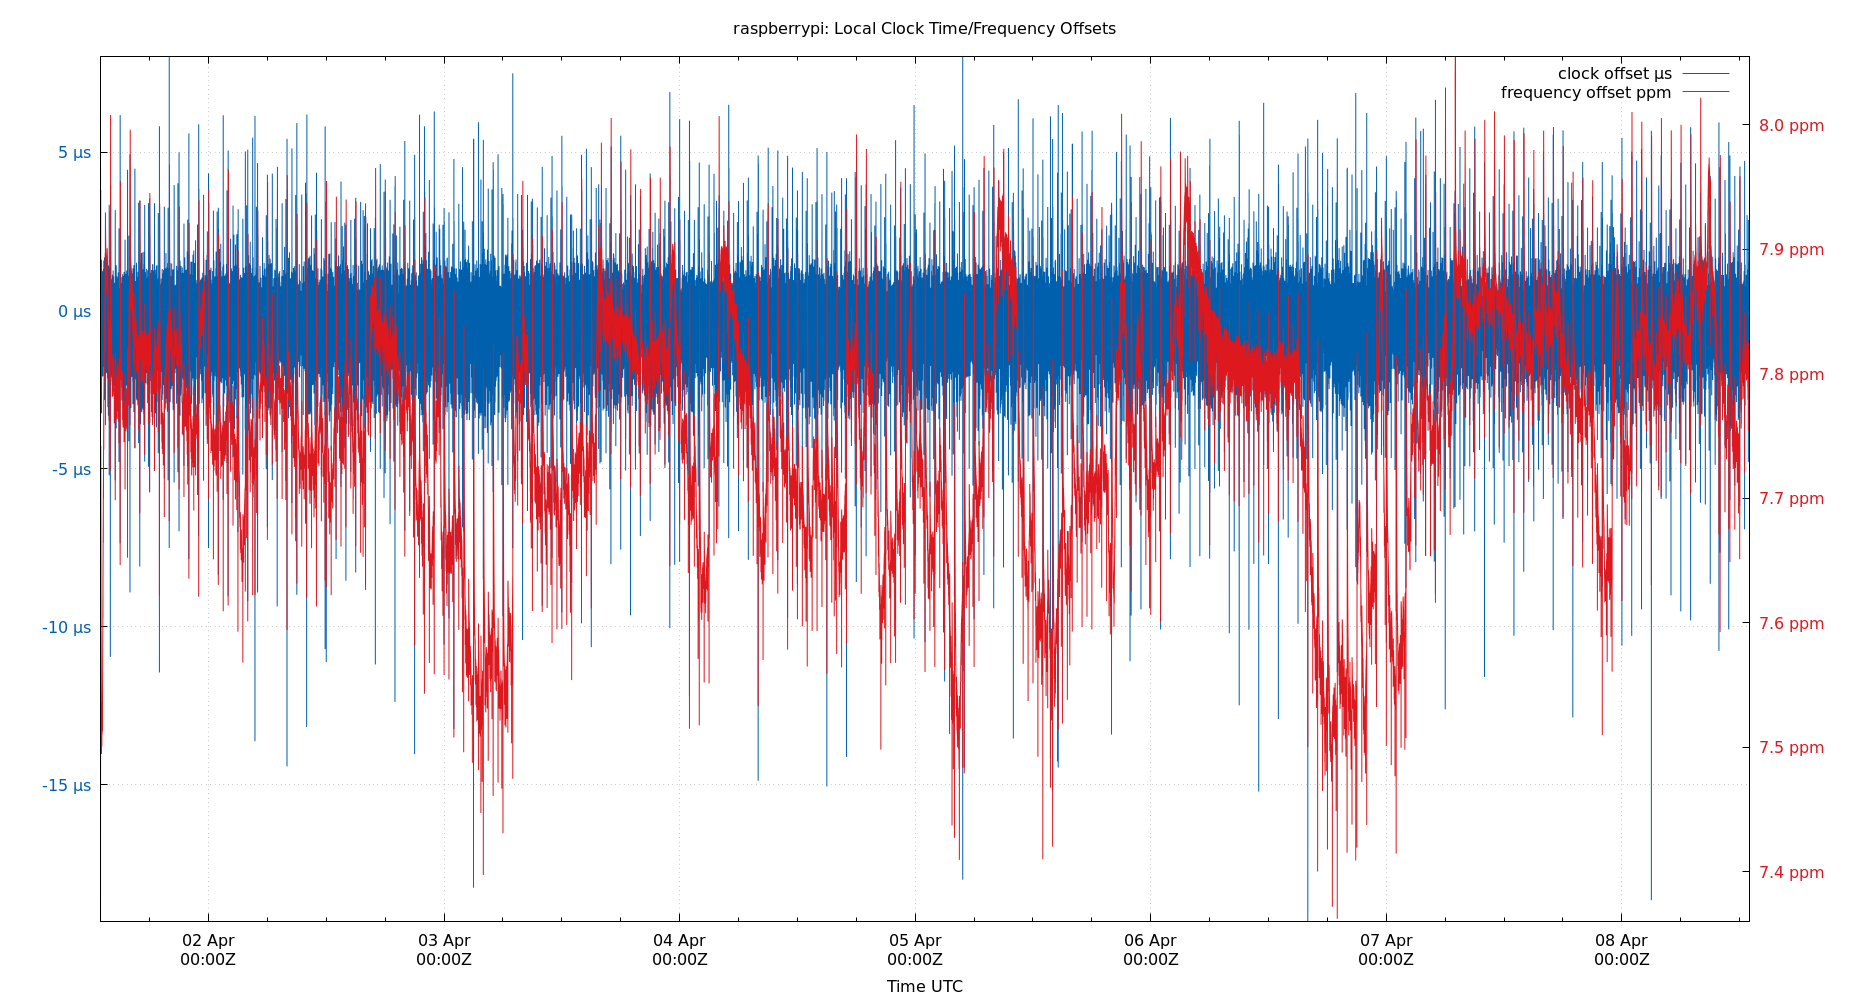 raspberrypi: Local Clock Time/Frequency Offsets
clock offset µs
frequency offset ppm
5 µs
0 µs
-5 µs
-10 µs
-15 µs
8.0 ppm
7.9 ppm
7.8 ppm
7.7 ppm
7.6 ppm
7.5 ppm
7.4 ppm
02 Apr
00:00Z
03 Apr
00:00Z
04 Apr
00:00Z
05 Apr
00:00Z
06 Apr
00:00Z
07 Apr
00:00Z
08 Apr
00:00Z
Time UTC